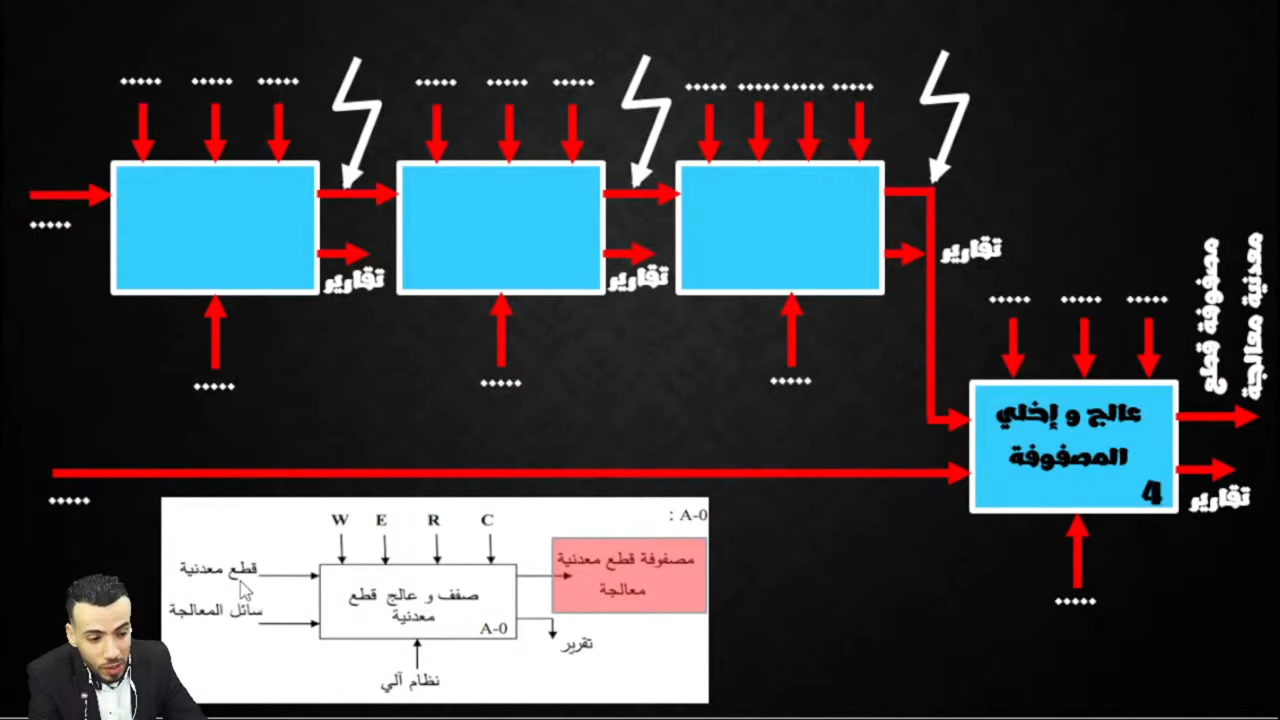 تقارير
تقارير
تقارير
مصفوفة قطع
معدنية معالجة
عالج و إخلي
المصفوفة
4
تقارير
A-0 :
W E R C
قطع معدنية
سائل المعالجة
صفف و عالج قطع
معدنية
A-0
مصفوفة قطع معدنية
معالجة
تقرير
نظام آلي